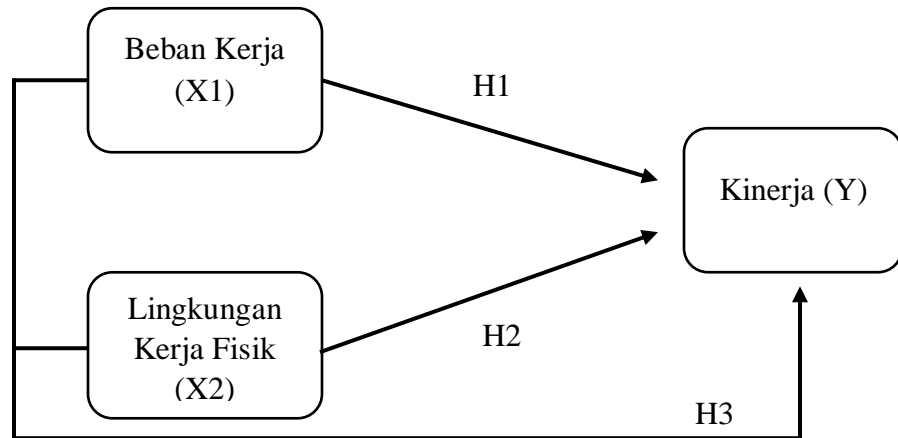 Beban Kerja
(X1)
H1
Kinerja (Y)
Lingkungan
Kerja Fisik
(X2)
H2
H3